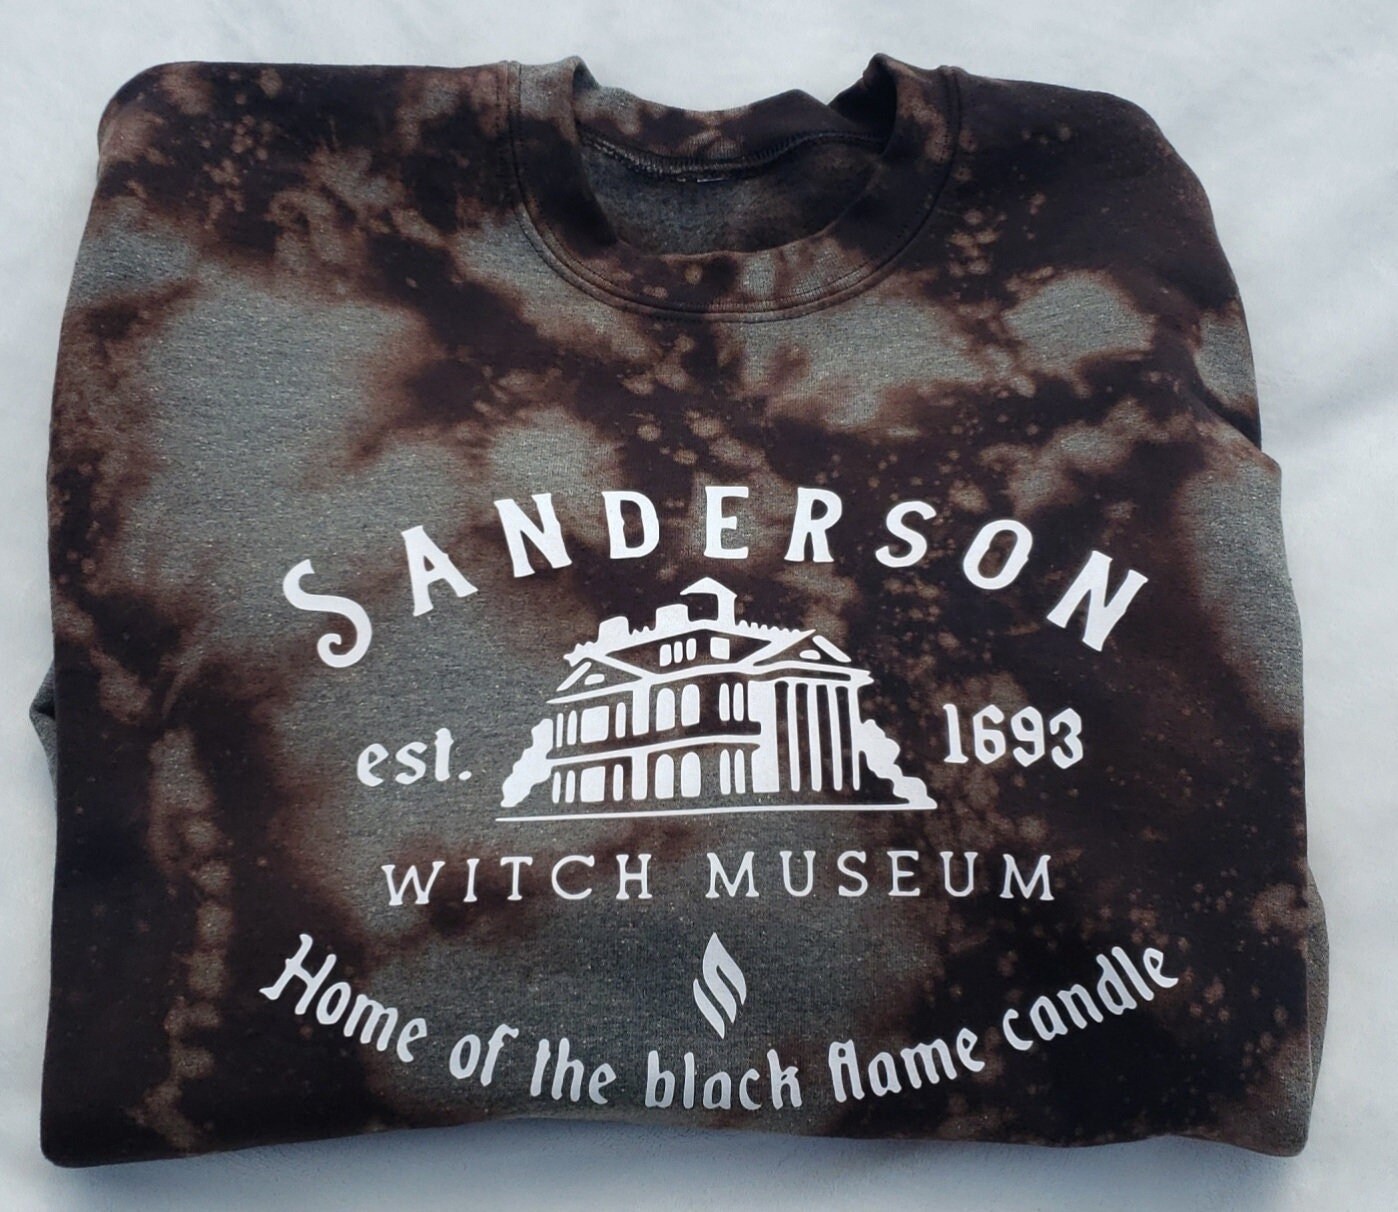 SANDERSON
est. 1693
WITCH MUSEUM
Home of the black flame candle